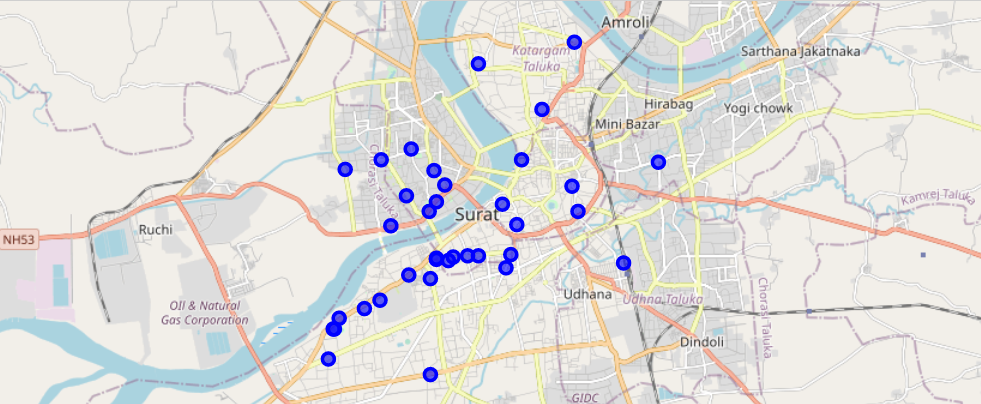 Amroli
Katargam
Taluka
Sarthana Jakatnaka
Hirabag
Yogi chowk
Mini Bazar
Chorasi Taluka
Kamrej Taluka
Surat
Ruchi
NH53
Udhana
Udhna Taluka
Oil & Natural
Gas Corporation
Chorasi Taluka
Dindoli
GIDC